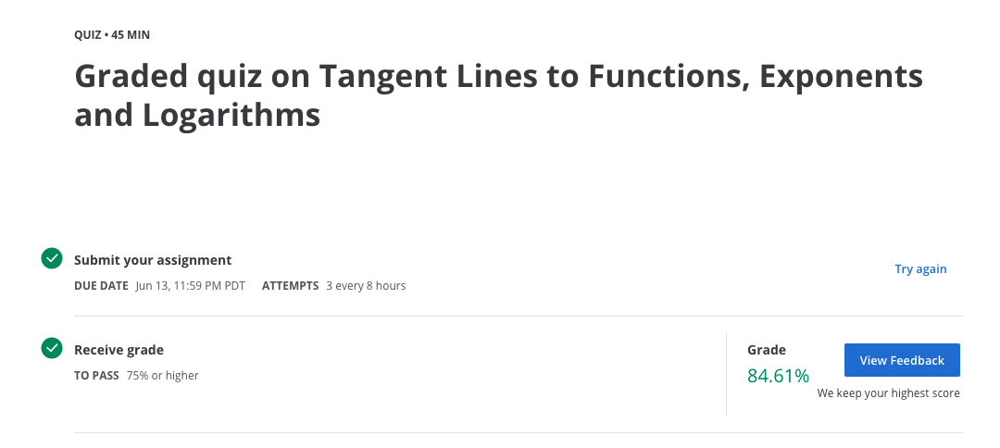 QUIZ • 45 MIN
Graded quiz on Tangent Lines to Functions, Exponents
and Logarithms
Submit your assignment
DUE DATE Jun 13, 11:59 PM PDT ATTEMPTS 3 every 8 hours
Try again
Receive grade
TO PASS 75% or higher
Grade
84.61%
View Feedback
We keep your highest score